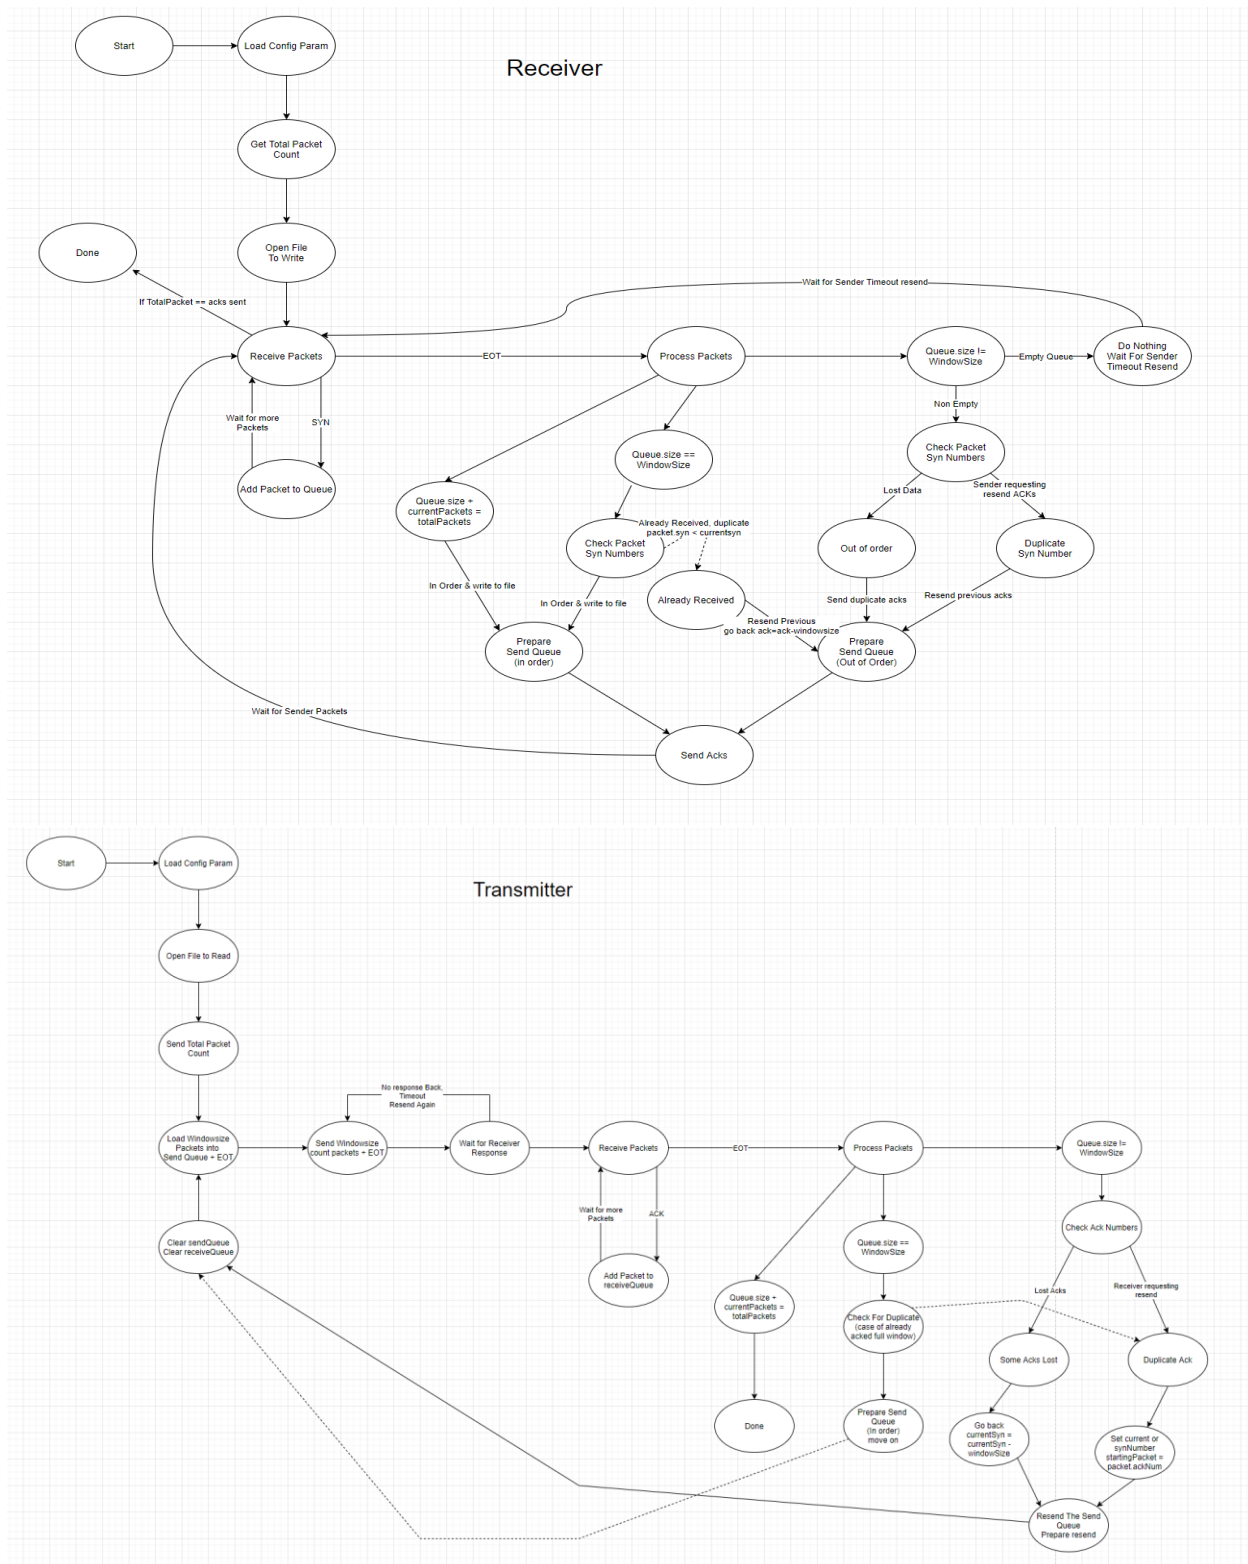 Start
Load Config Param
Receiver
Get Total Packet
Count
Done
Open File
To Write
Wait for Sender Timeout resend
If TotalPacket == acks sent
Receive Packets
EOT
Process Packets
Queue.size !=
WindowSize
Empty Queue
Do Nothing
Wait For Sender
Timeout Resend
Wait for more
Packets
SYN
Non Empty
Queue.size ==
WindowSize
Check Packet
Syn Numbers
Add Packet to Queue
Lost Data
Sender requesting
resend ACKs
Queue.size +
currentPackets =
totalPackets
Already Received, duplicate
packet.syn < currentsyn
Check Packet
Syn Numbers
Out of order
Duplicate
Syn Number
In Order & write to file
In Order & write to file
Already Received
Send duplicate acks
Resend previous acks
Resend Previous
go back ack=ack-windowsize
Prepare
Send Queue
(in order)
Prepare
Send Queue
(Out of Order)
Wait for Sender Packets
Send Acks
Start
Load Config Param
Transmitter
Open File to Read
Send Total Packet
Count
No response Back,
Timeout
Resend Again
Load Windowsize
Packets into
Send Queue + EOT
Send Windowsize
count packets + EOT
Wait for Receiver
Response
Receive Packets
EOT
Process Packets
Queue.size !=
WindowSize
Wait for more
Packets
ACK
Check Ack Numbers
Clear sendQueue
Clear receiveQueue
Queue.size ==
WindowSize
Add Packet to
receiveQueue
Lost Acks
Receiver requesting
resend
Queue.size +
currentPackets =
totalPackets
Check For Duplicate
(case of already
acked full window)
Some Acks Lost
Duplicate Ack
Done
Prepare Send
Queue
(In order)
move on
Go back
currentSyn =
currentSyn -
windowSize
Set current or
synNumber
startingPacket =
packet.ackNum
Resend The Send
Queue
Prepare resend